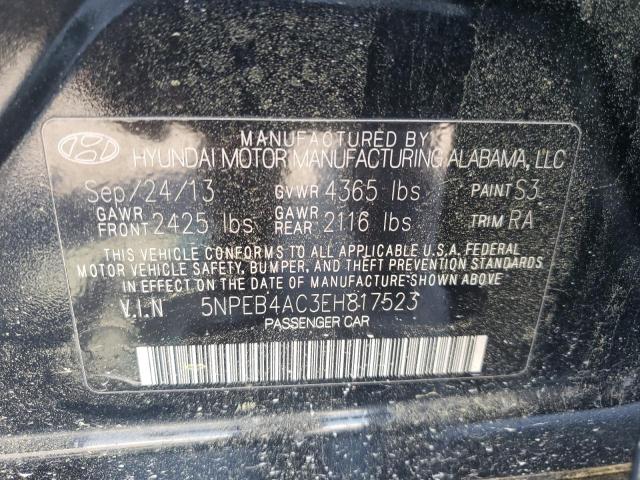 MANUFACTURED BY
HYUNDAI MOTOR MANUFACTURING ALABAMA, LLC
Sep/24/13 GVWR 4365 lbs PAINT S3
GAWR FRONT 2425 lbs GAWR REAR 2116 lbs TRIM RA
THIS VEHICLE CONFORMS TO ALL APPLICABLE U.S.A. FEDERAL
MOTOR VEHICLE SAFETY, BUMPER, AND THEFT PREVENTION STANDARDS
IN EFFECT ON THE DATE OF MANUFACTURE SHOWN ABOVE
V.I.N 5NPEB4AC3EH817523
PASSENGER CAR